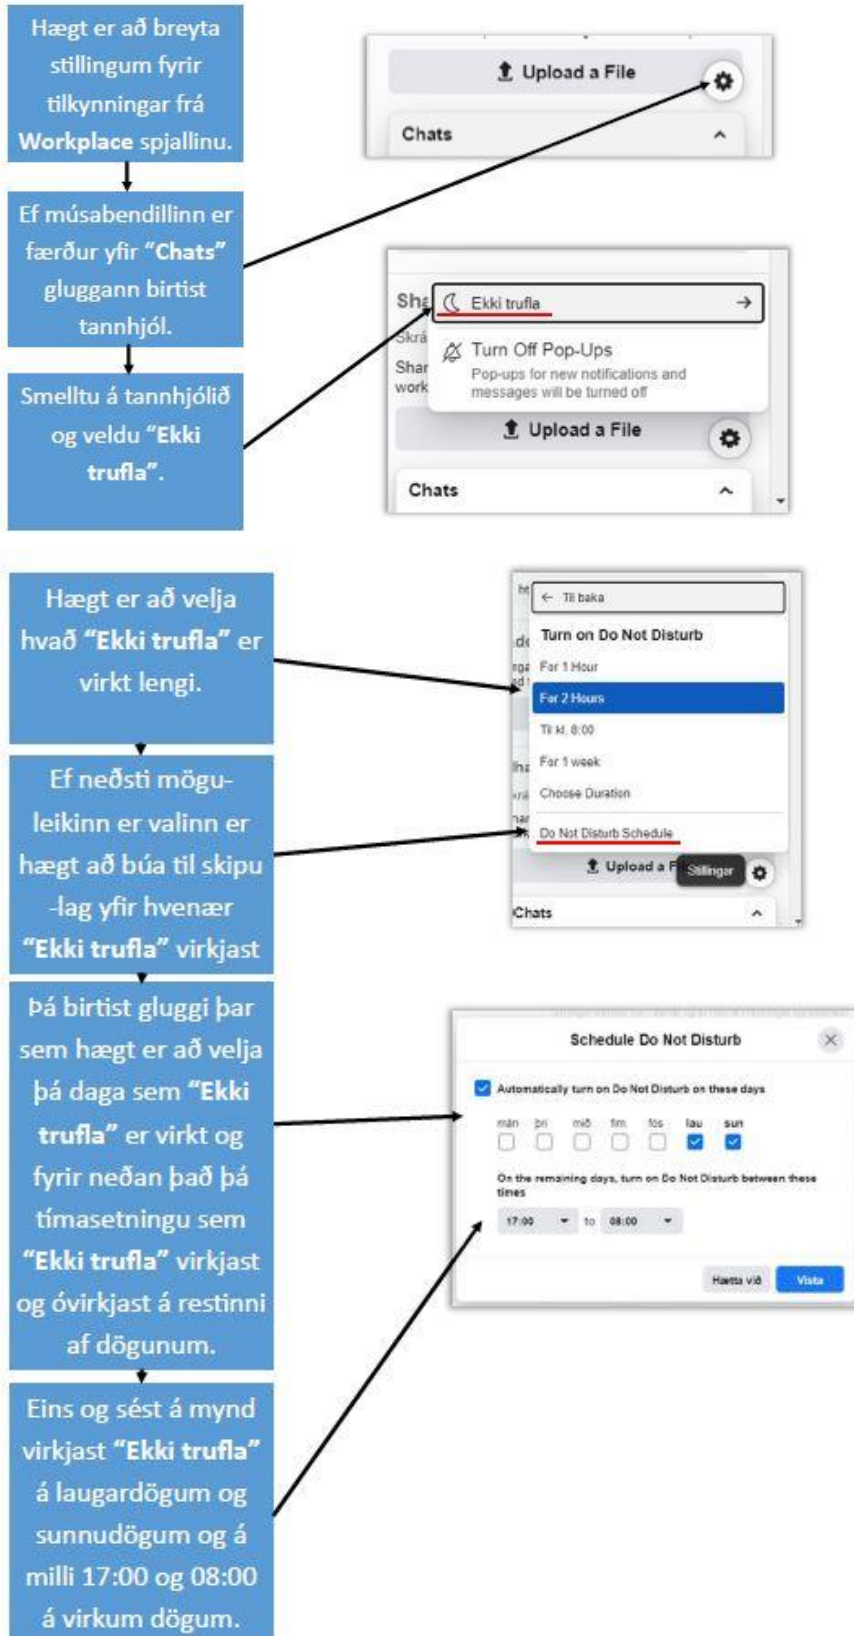 Hægt er að breyta
stillingum fyrir
tilkynningar frá
Workplace spjallinu.
Ef músabendillinn er
færður yfir “Chats”
gluggann birtist
tannhjól.
Smelltu á tannhjólið
og veldu “Ekki
trufla”.
Upload a File
Chats
Ekki trufla
Skrá
Turn Off Pop-Ups
Shar
Pop-ups for new notifications and
work
messages will be turned off
Upload a File
Chats
Hægt er að velja
hvað “Ekki trufla” er
virkt lengi.
Ef neðsti mögu-
leikinn er valinn er
hægt að búa til skipu
-lag yfir hvenær
“Ekki trufla” virkjast
Til baka
Turn on Do Not Disturb
For 1 Hour
For 2 Hours
Til kl. 8:00
For 1 week
Choose Duration
Do Not Disturb Schedule
Upload a F
Stillingar
Chats
Þá birtist gluggi þar
sem hægt er að velja
þá daga sem “Ekki
trufla” er virkt og
fyrir neðan það þá
tímasetningu sem
“Ekki trufla” virkjast
og óvirkjast á restinni
af dögunum.
Eins og sést á mynd
virkjast “Ekki trufla”
á laugardögum og
sunnudögum og á
milli 17:00 og 08:00
á virkum dögum.
Schedule Do Not Disturb
Automatically turn on Do Not Disturb on these days
mán þri mið fim fös lau sun
On the remaining days, turn on Do Not Disturb between these
times
17:00 to 08:00
Hætta við Vista